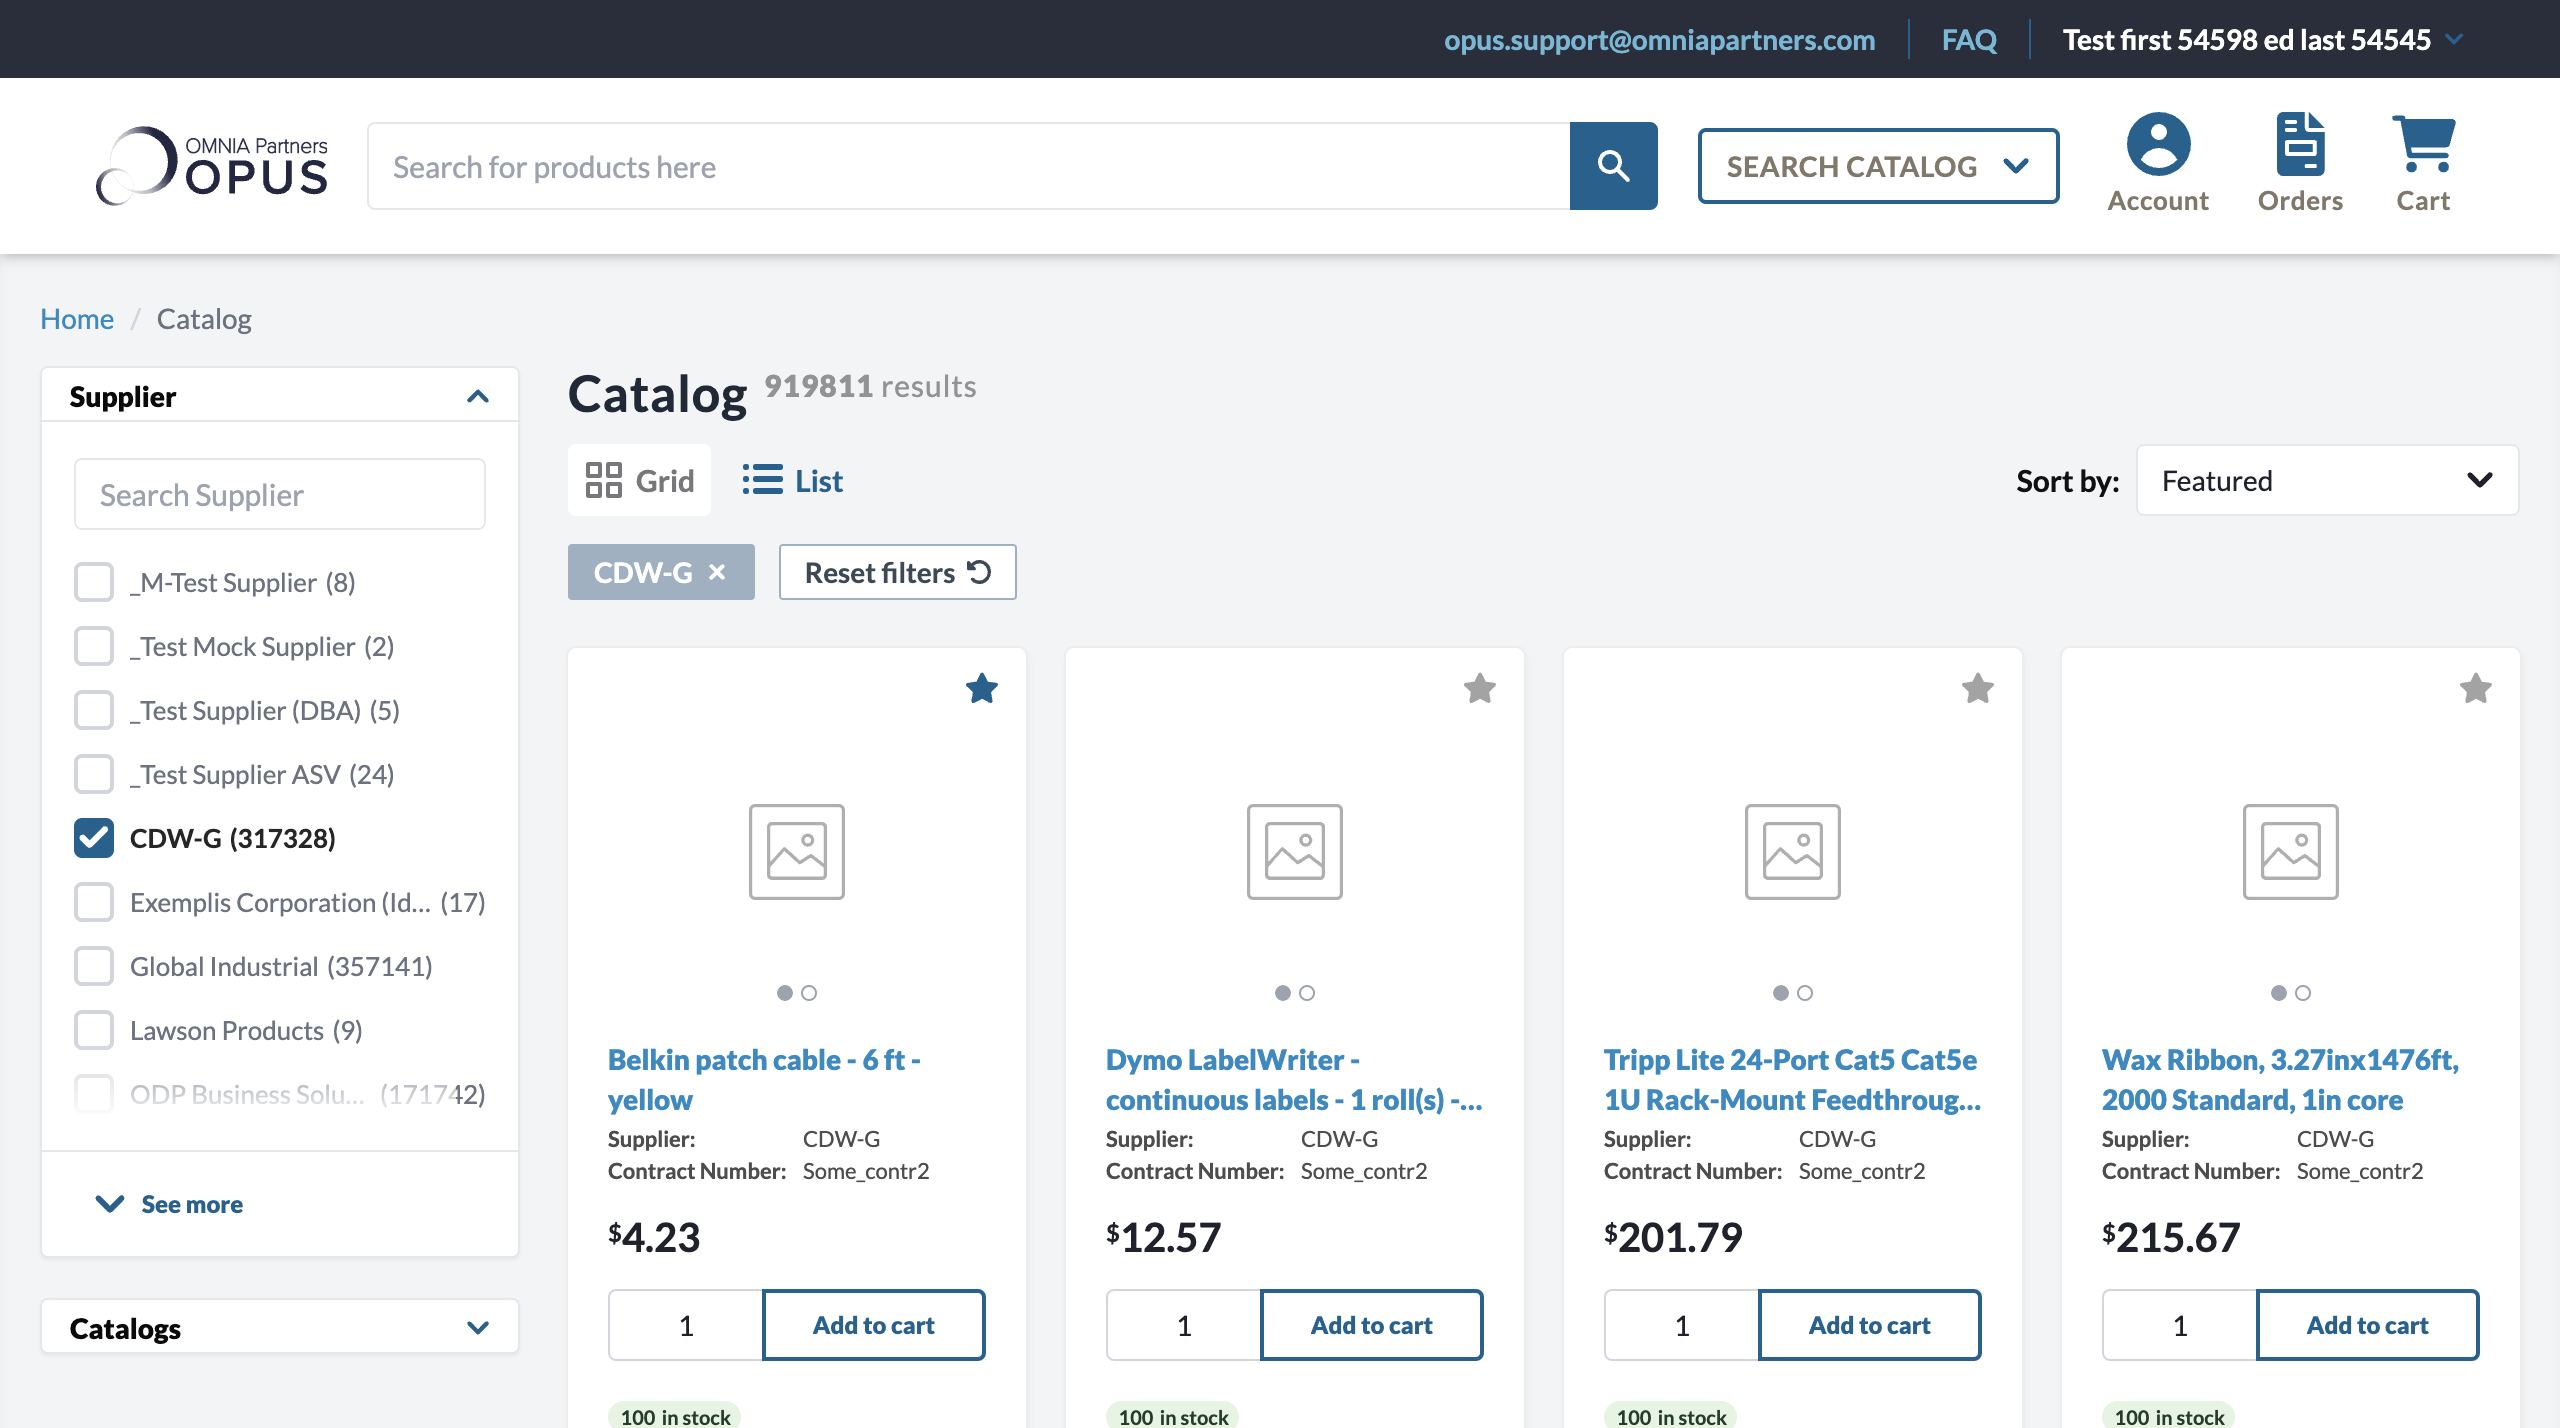 opus.support@omniapartners.com
FAQ
Test first 54598 ed last 54545
OMNIA Partners
OPUS
Search for products here
SEARCH CATALOG
Account
Orders
Cart
Home / Catalog
Supplier
Search Supplier
_M-Test Supplier (8)
_Test Mock Supplier (2)
_Test Supplier (DBA) (5)
_Test Supplier ASV (24)
CDW-G (317328)
Exemplis Corporation (Id... (17)
Global Industrial (357141)
Lawson Products (9)
ODP Business Solu... (171742)
See more
Catalogs
Catalog 919811 results
Grid
List
Sort by:
Featured
CDW-G
Reset filters
Belkin patch cable - 6 ft -
yellow
Supplier: CDW-G
Contract Number: Some_contr2
$4.23
1
Add to cart
100 in stock
Dymo LabelWriter -
continuous labels - 1 roll(s) -...
Supplier: CDW-G
Contract Number: Some_contr2
$12.57
1
Add to cart
100 in stock
Tripp Lite 24-Port Cat5 Cat5e
1U Rack-Mount Feedthroug...
Supplier: CDW-G
Contract Number: Some_contr2
$201.79
1
Add to cart
100 in stock
Wax Ribbon, 3.27inx1476ft,
2000 Standard, 1in core
Supplier: CDW-G
Contract Number: Some_contr2
$215.67
1
Add to cart
100 in stock